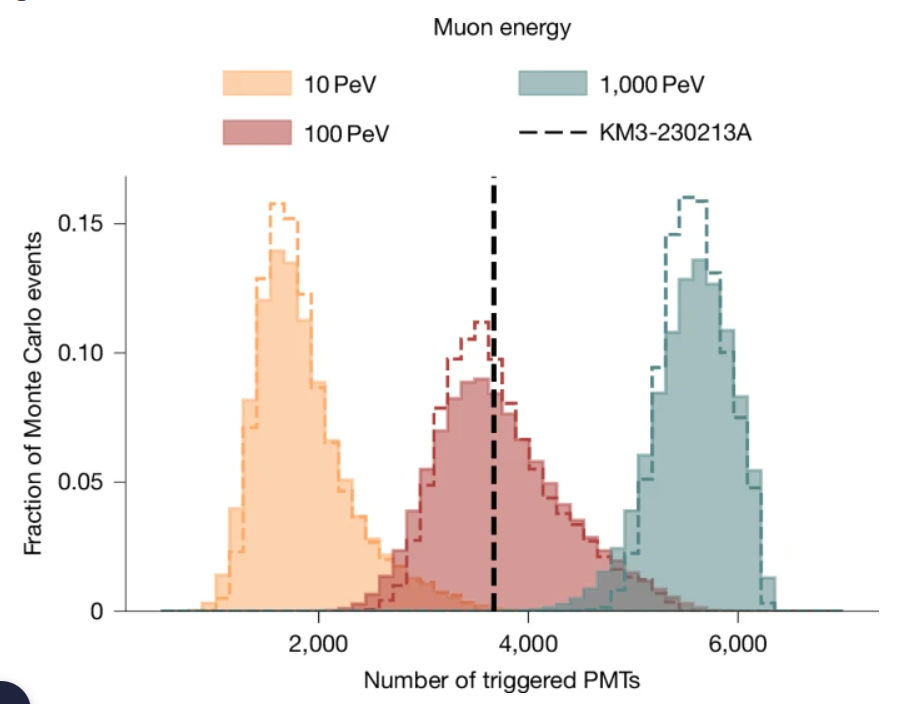 Muon energy
10 PeV
1,000 PeV
100 PeV
KM3-230213A
0.15
0.10
0.05
0
Fraction of Monte Carlo events
2,000
4,000
6,000
Number of triggered PMTs